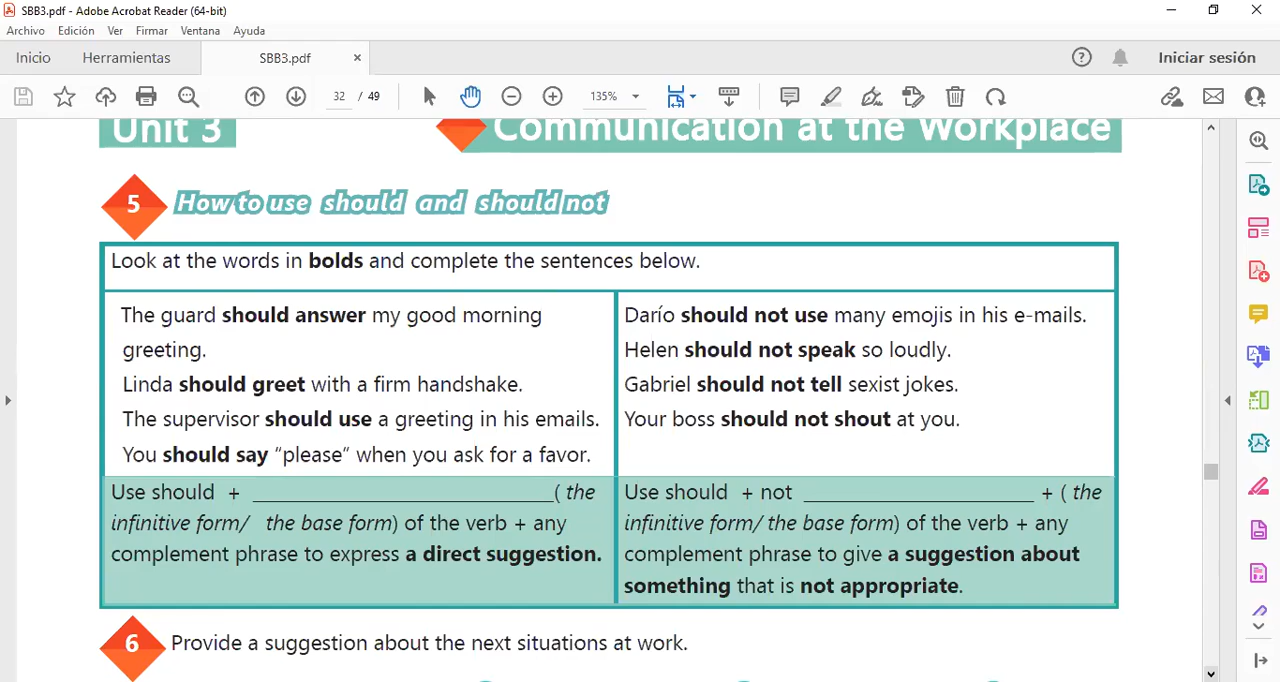 SBB3.pdf - Adobe Acrobat Reader (64-bit)
Archivo Edición Ver Firmar Ventana Ayuda
Inicio Herramientas SBB3.pdf × Iniciar sesión
32 / 49 135%
Unit 3 Communication at the Workplace
5 How to use should and should not
Look at the words in bolds and complete the sentences below.
The guard should answer my good morning
greeting.
Linda should greet with a firm handshake.
The supervisor should use a greeting in his emails.
You should say “please” when you ask for a favor.
Darío should not use many emojis in his e-mails.
Helen should not speak so loudly.
Gabriel should not tell sexist jokes.
Your boss should not shout at you.
Use should + ____________________________( the
infinitive form/ the base form) of the verb + any
complement phrase to express a direct suggestion.
Use should + not _____________________ + ( the
infinitive form/ the base form) of the verb + any
complement phrase to give a suggestion about
something that is not appropriate.
6 Provide a suggestion about the next situations at work.